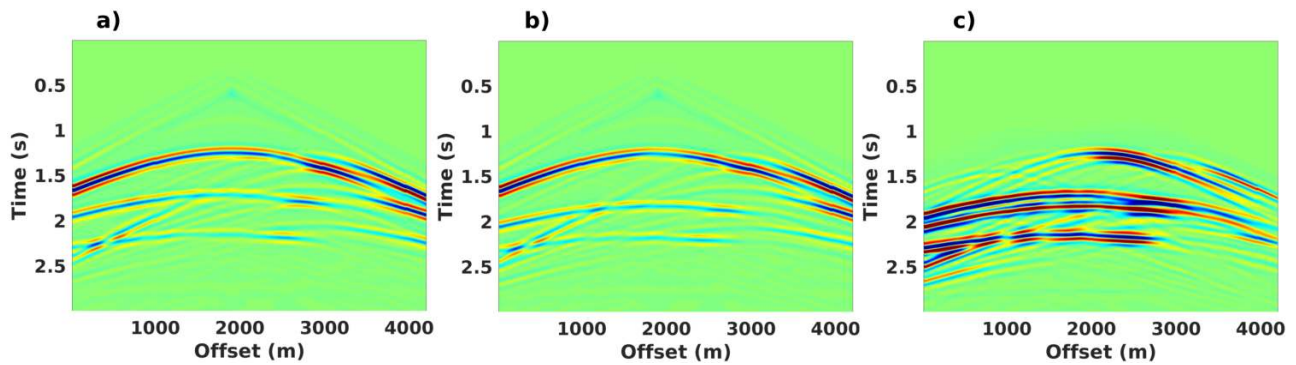 a) b) c)
0.5 0.5 0.5
1 1 1
Time (s) Time (s) Time (s)
1.5 1.5 1.5
2 2 2
2.5 2.5 2.5
1000 2000 3000 4000 1000 2000 3000 4000 1000 2000 3000 4000
Offset (m) Offset (m) Offset (m)